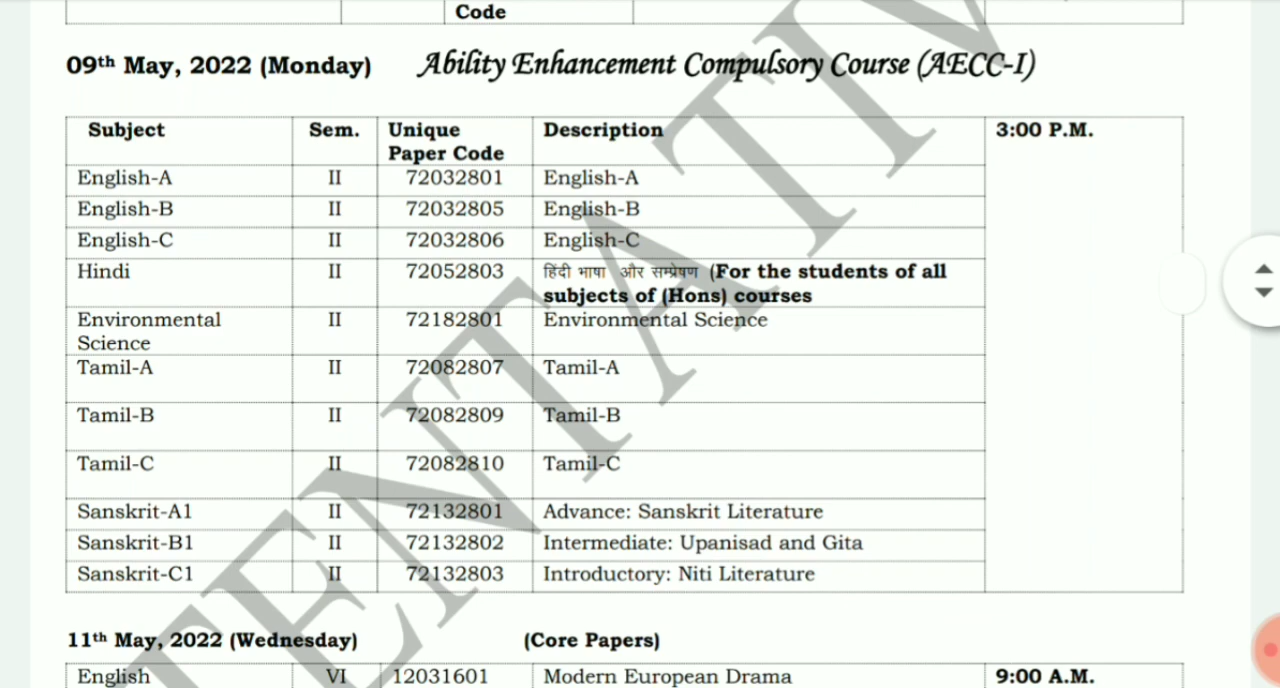 Code
09th May, 2022 (Monday) Ability Enhancement Compulsory Course (AECC-I)
Subject Sem. Unique Description 3:00 P.M.
Paper Code
English-A II 72032801 English-A
English-B II 72032805 English-B
English-C II 72032806 English-C
Hindi II 72052803 हिंदी भाषा और सम्प्रेषण (For the students of all
subjects of (Hons) courses
Environmental II 72182801 Environmental Science
Science
Tamil-A II 72082807 Tamil-A
Tamil-B II 72082809 Tamil-B
Tamil-C II 72082810 Tamil-C
Sanskrit-A1 II 72132801 Advance: Sanskrit Literature
Sanskrit-B1 II 72132802 Intermediate: Upanisad and Gita
Sanskrit-C1 II 72132803 Introductory: Niti Literature
11th May, 2022 (Wednesday) (Core Papers)
English VI 12031601 Modern European Drama 9:00 A.M.